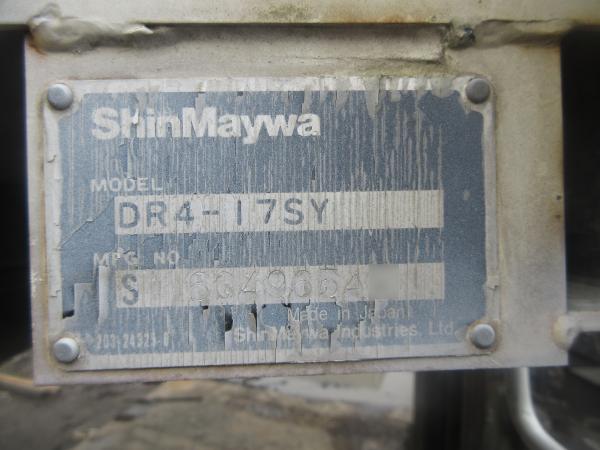 ShinMaywa
MODEL
DR4-17SY
MFG. NO.
S
Made in Japan
ShinMaywa Industries, Ltd.